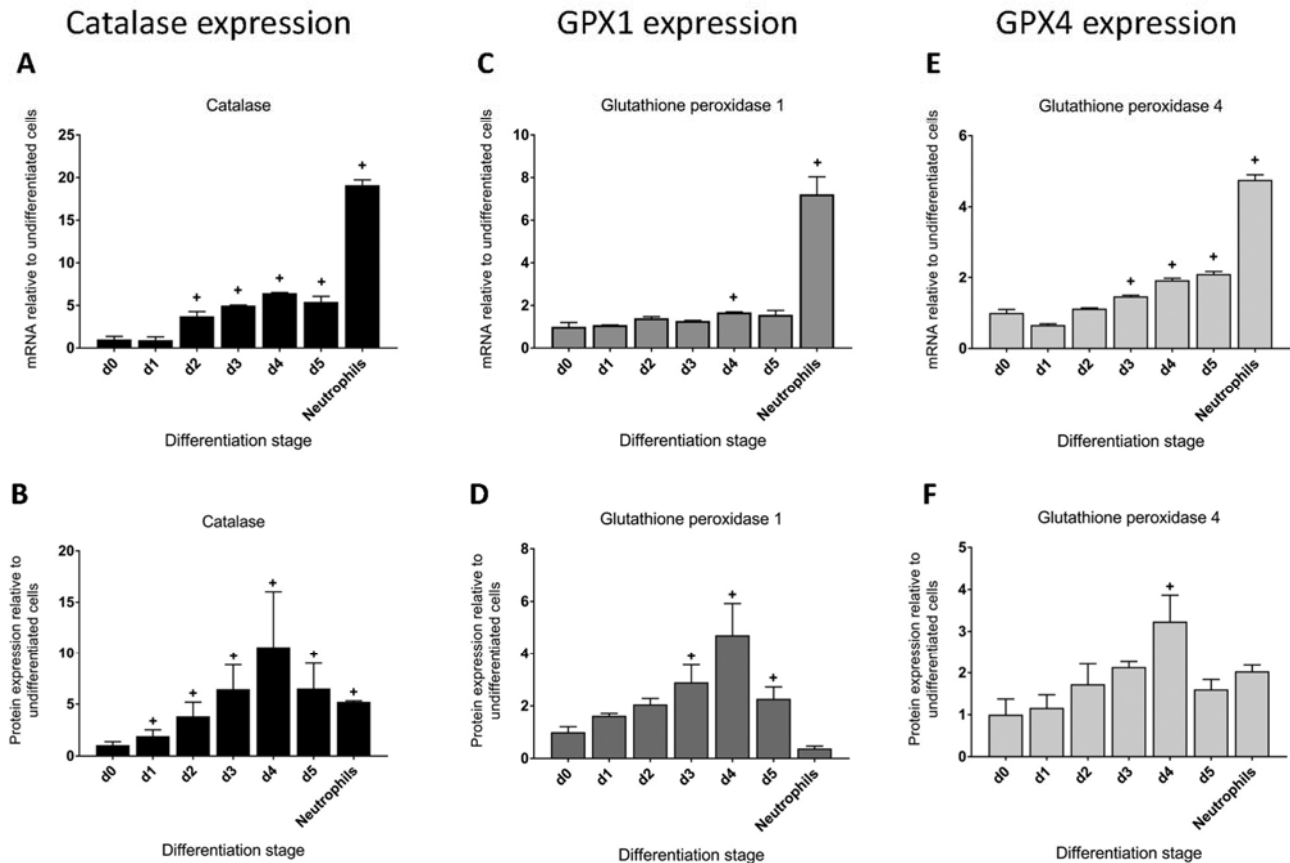 Catalase expression
GPX1 expression
GPX4 expression
A
Catalase
mRNA relative to undifferentiated cells
25
20
15
10
5
0
+
+
+
+
+
d0
d1
d2
d3
d4
d5
Neutrophils
Differentiation stage
C
Glutathione peroxidase 1
mRNA relative to undifferentiated cells
10
8
6
4
2
0
+
+
d0
d1
d2
d3
d4
d5
Neutrophils
Differentiation stage
E
Glutathione peroxidase 4
mRNA relative to undifferentiated cells
6
4
2
0
+
+
+
+
d0
d1
d2
d3
d4
d5
Neutrophils
Differentiation stage
B
Catalase
Protein expression relative to
undifferentiated cells
20
15
10
5
0
+
+
+
+
+
+
d0
d1
d2
d3
d4
d5
Neutrophils
Differentiation stage
D
Glutathione peroxidase 1
Protein expression relative to
undifferentiated cells
8
6
4
2
0
+
+
+
d0
d1
d2
d3
d4
d5
Neutrophils
Differentiation stage
F
Glutathione peroxidase 4
Protein expression relative to
undifferentiated cells
5
4
3
2
1
0
+
d0
d1
d2
d3
d4
d5
Neutrophils
Differentiation stage